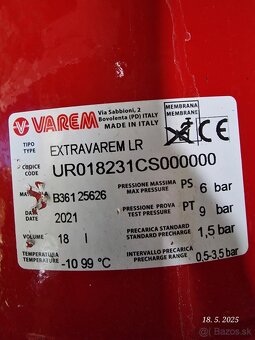 VAREM
Via Sabbioni, 2
Bovolenta (PD) ITALY
MADE IN ITALY
MEMBRANA
MEMBRANE
CE
TIPO
TYPE
EXTRAVAREM LR
CODICE
CODE
UR018231CS000000
B36125626
PRESSIONE MASSIMA
MAX PRESSURE
PS
6 bar
DATA
DATE
2021
PRESSIONE PROVA
TEST PRESSURE
PT
9 bar
VOLUME
VOLUME
18 l
PRECARICA STANDARD
STANDARD PRECHARGE
1,5 bar
TEMPERATURA
TEMPERATURE
-10 99 °C
INTERVALLO PRECARICA
PRECHARGE
0,5-3,5 bar
18. 5. 2025
bazos.sk